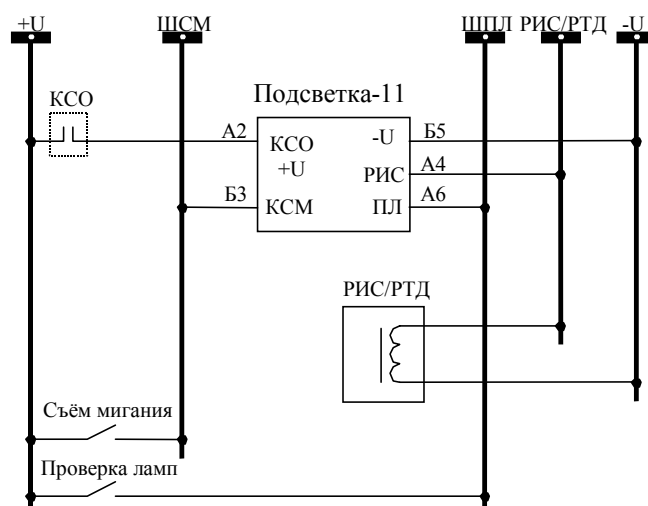 +U
ШСМ
ШПЛ
РИС/РТД
-U
КСО
Подсветка-11
А2
КСО
+U
-U
Б5
РИС
А4
Б3
КСМ
ПЛ
А6
РИС/РТД
Съём мигания
Проверка ламп